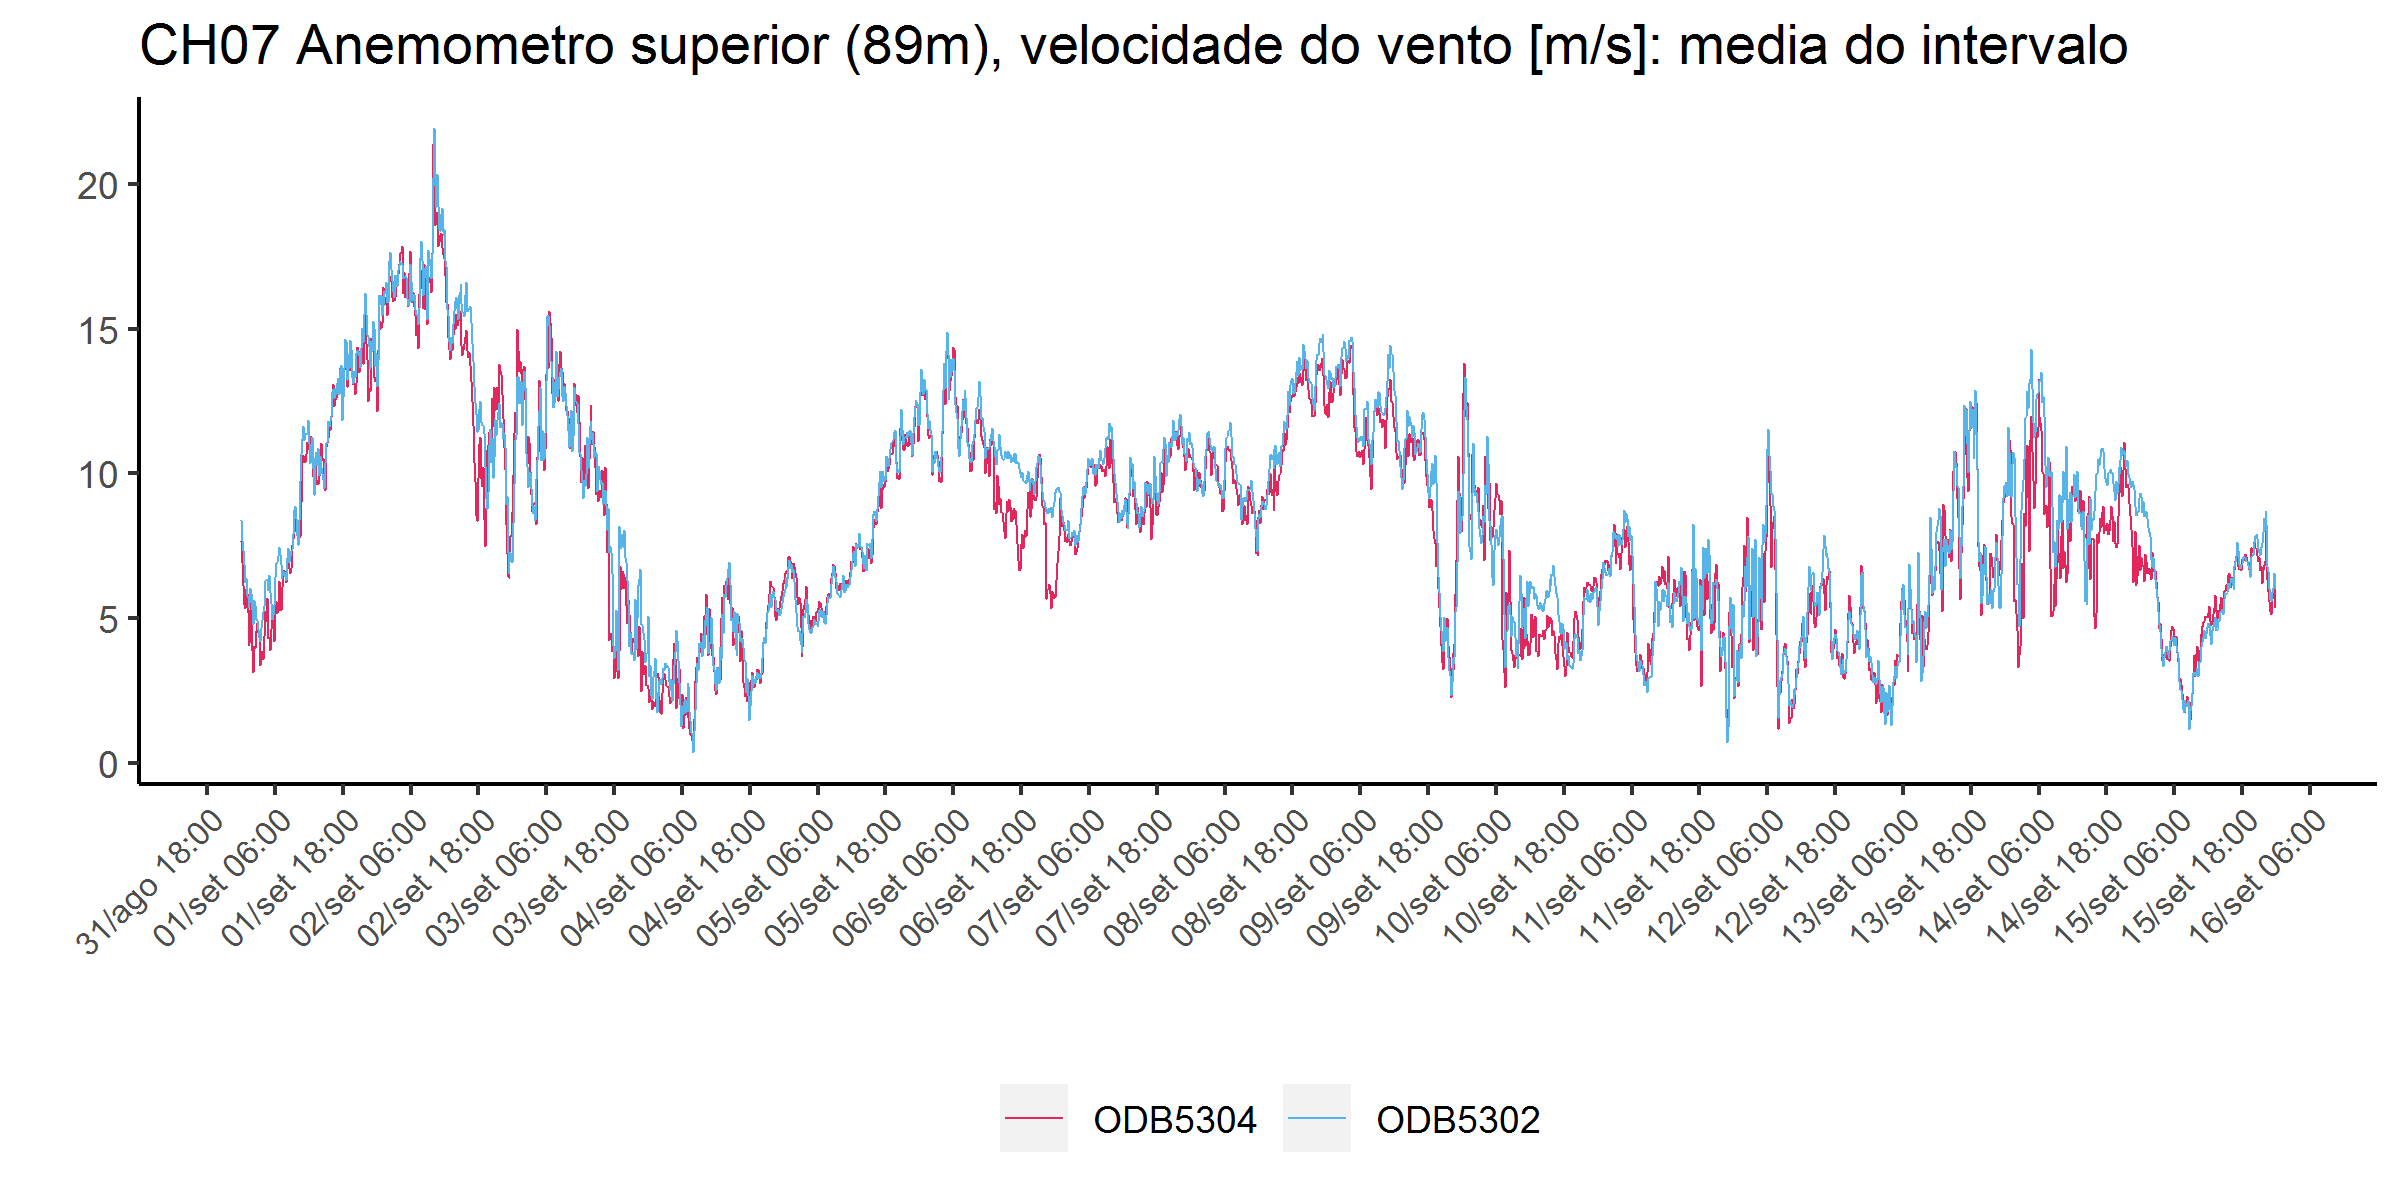 CH07 Anemometro superior (89m), velocidade do vento [m/s]: media do intervalo
20
15
10
5
0
31/ago 18:00
01/set 06:00
01/set 18:00
02/set 06:00
02/set 18:00
03/set 06:00
03/set 18:00
04/set 06:00
04/set 18:00
05/set 06:00
05/set 18:00
06/set 06:00
06/set 18:00
07/set 06:00
07/set 18:00
08/set 06:00
08/set 18:00
09/set 06:00
09/set 18:00
10/set 06:00
10/set 18:00
11/set 06:00
11/set 18:00
12/set 06:00
12/set 18:00
13/set 06:00
13/set 18:00
14/set 06:00
14/set 18:00
15/set 06:00
15/set 18:00
16/set 06:00
ODB5304
ODB5302